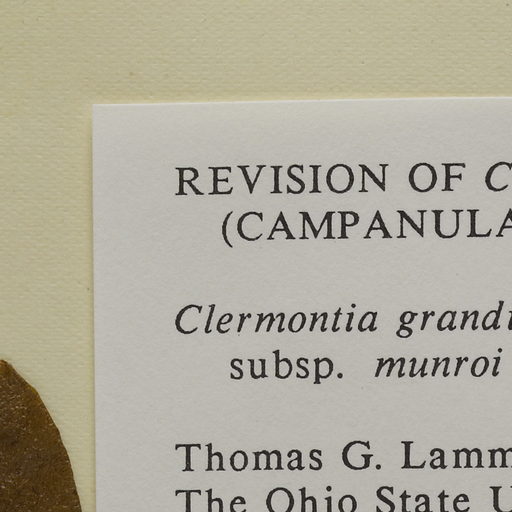 REVISION OF C
(CAMPANULA
Clermontia grandi
subsp. munroi
Thomas G. Lamm
The Ohio State U